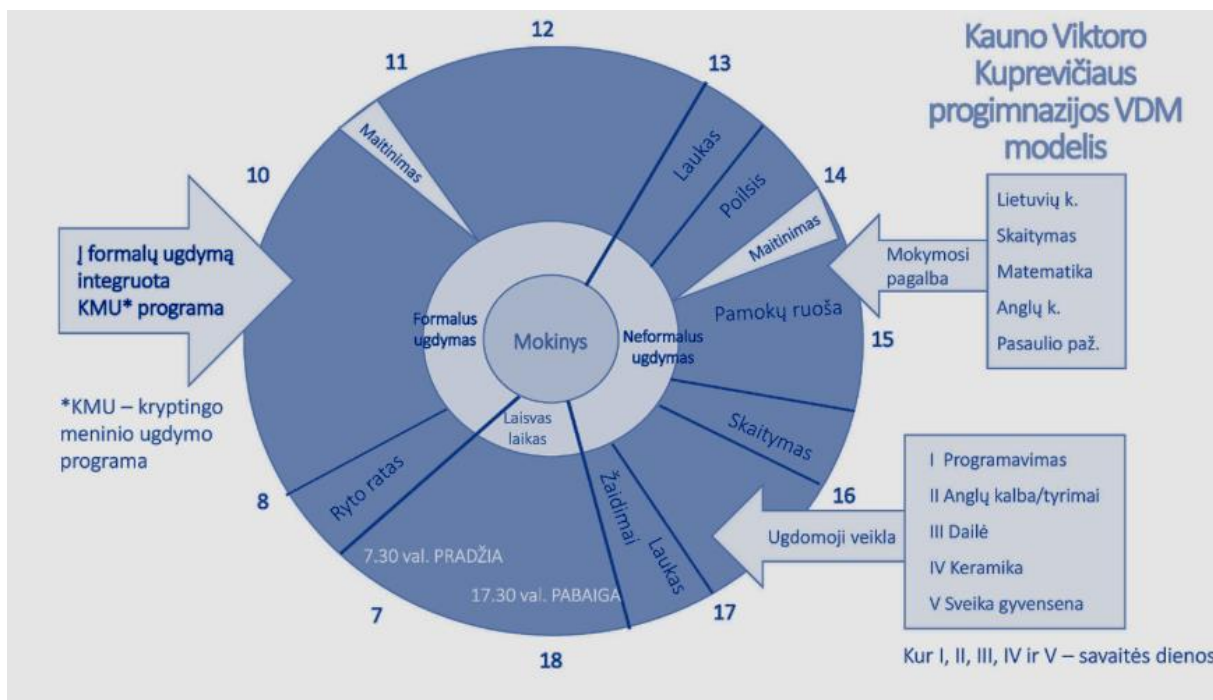 Kauno Viktoro
Kuprevičiaus
progimnazijos VDM
modelis
12
13
14
15
16
17
18
7
8
10
11
Maitinimas
Laukas
Poilsis
Maitinimas
Pamokų ruoša
Skaitymas
Laukas
Žaidimai
Ryto ratas
Formalus
ugdymas
Mokinys
Neformalus
ugdymas
Laisvas
laikas
7.30 val. PRADŽIA
17.30 val. PABAIGA
Į formalų ugdymą
integruota
KMU* programa
*KMU – kryptingo
meninio ugdymo
programa
Mokymosi
pagalba
Lietuvių k.
Skaitymas
Matematika
Anglų k.
Pasaulio paž.
Ugdomoji veikla
I Programavimas
II Anglų kalba/tyrimai
III Dailė
IV Keramika
V Sveika gyvensena
Kur I, II, III, IV ir V – savaitės dienos